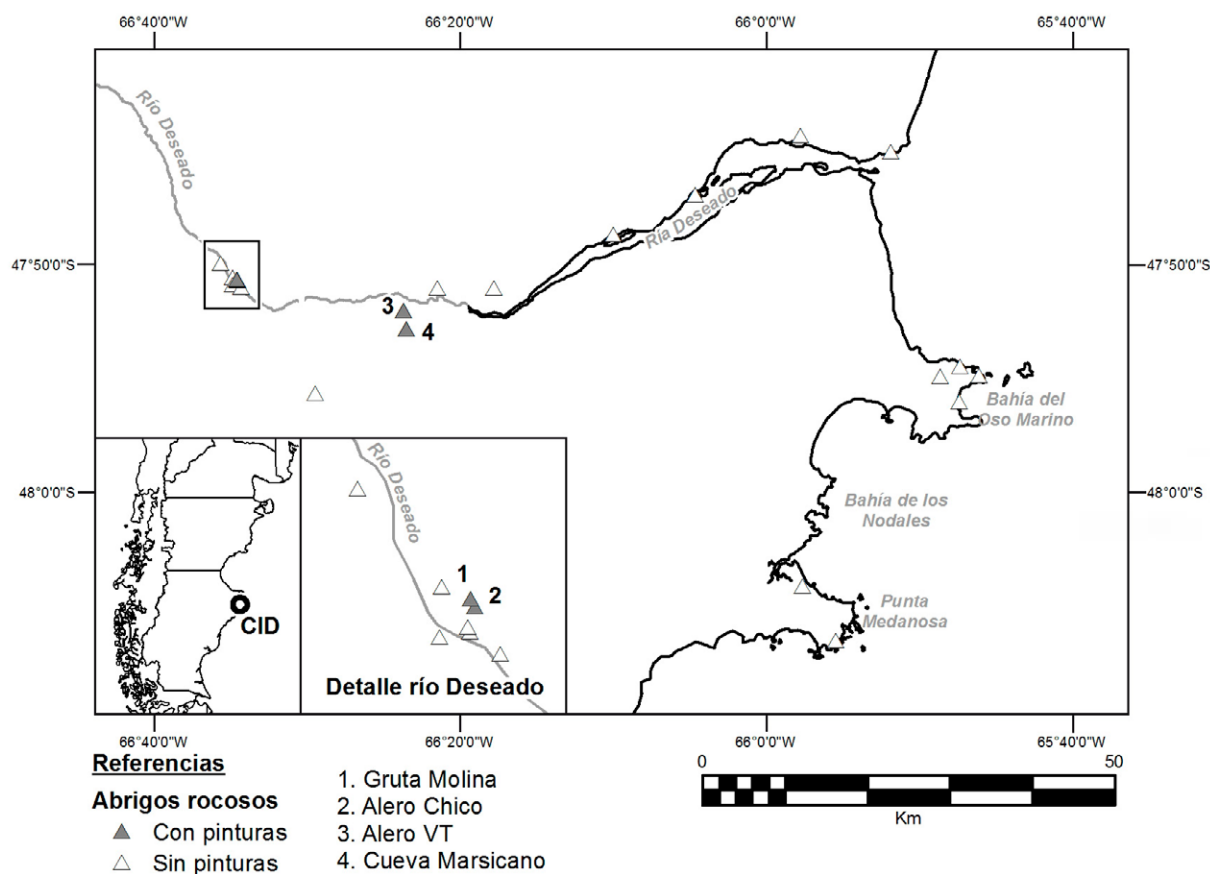 66°40'0"W 66°20'0"W 66°0'0"W 65°40'0"W
Río Deseado
Ría Deseado
47°50'0"S 47°50'0"S
3
4
Bahía del
Oso Marino
48°0'0"S 48°0'0"S
Bahía de los
Nodales
Punta
Medanosa
CID
Río Deseado
1
2
Detalle río Deseado
66°40'0"W 66°20'0"W 66°0'0"W 65°40'0"W
Referencias
Abrigos rocosos
Con pinturas
Sin pinturas
1. Gruta Molina
2. Alero Chico
3. Alero VT
4. Cueva Marsicano
0 50
Km